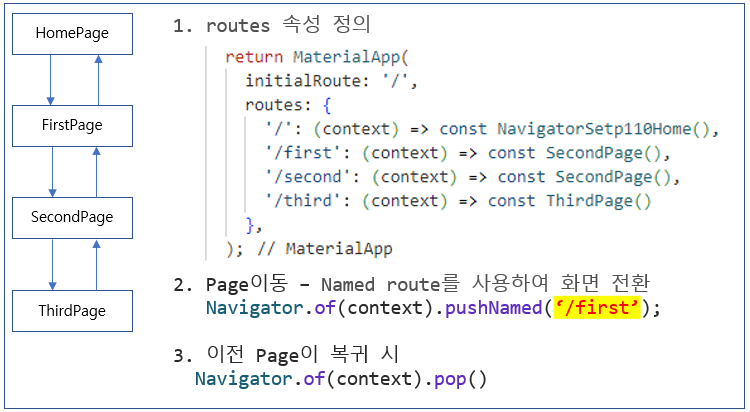 HomePage
FirstPage
SecondPage
ThirdPage
1. routes 속성 정의
return MaterialApp(
initialRoute: '/',
routes: {
'/': (context) => const NavigatorSetp110Home(),
'/first': (context) => const SecondPage(),
'/second': (context) => const SecondPage(),
'/third': (context) => const ThirdPage()
},
); // MaterialApp
2. Page이동 – Named route를 사용하여 화면 전환
Navigator.of(context).pushNamed(‘/first’);
3. 이전 Page이 복귀 시
Navigator.of(context).pop()